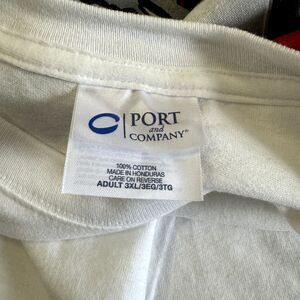 PORT
and
COMPANY®
100% COTTON
MADE IN HONDURAS
CARE ON REVERSE
ADULT 3XL/3EG/3TG